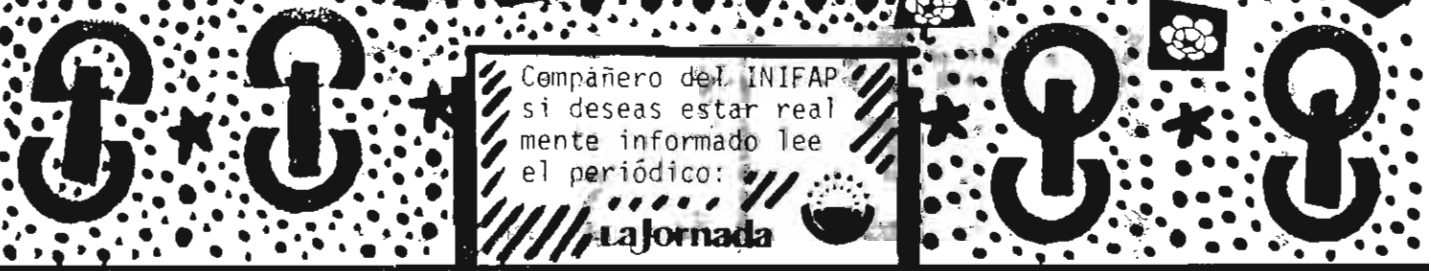 Compañero del INIFAP
si deseas estar real
mente informado lee
el periódico:
La Jornada